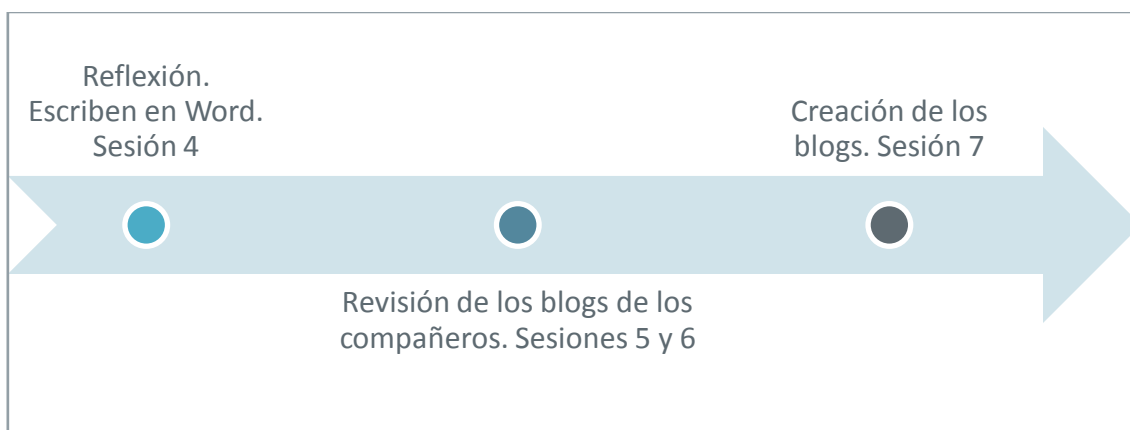 Reflexión.
Escriben en Word.
Sesión 4
Revisión de los blogs de los
compañeros. Sesiones 5 y 6
Creación de los
blogs. Sesión 7